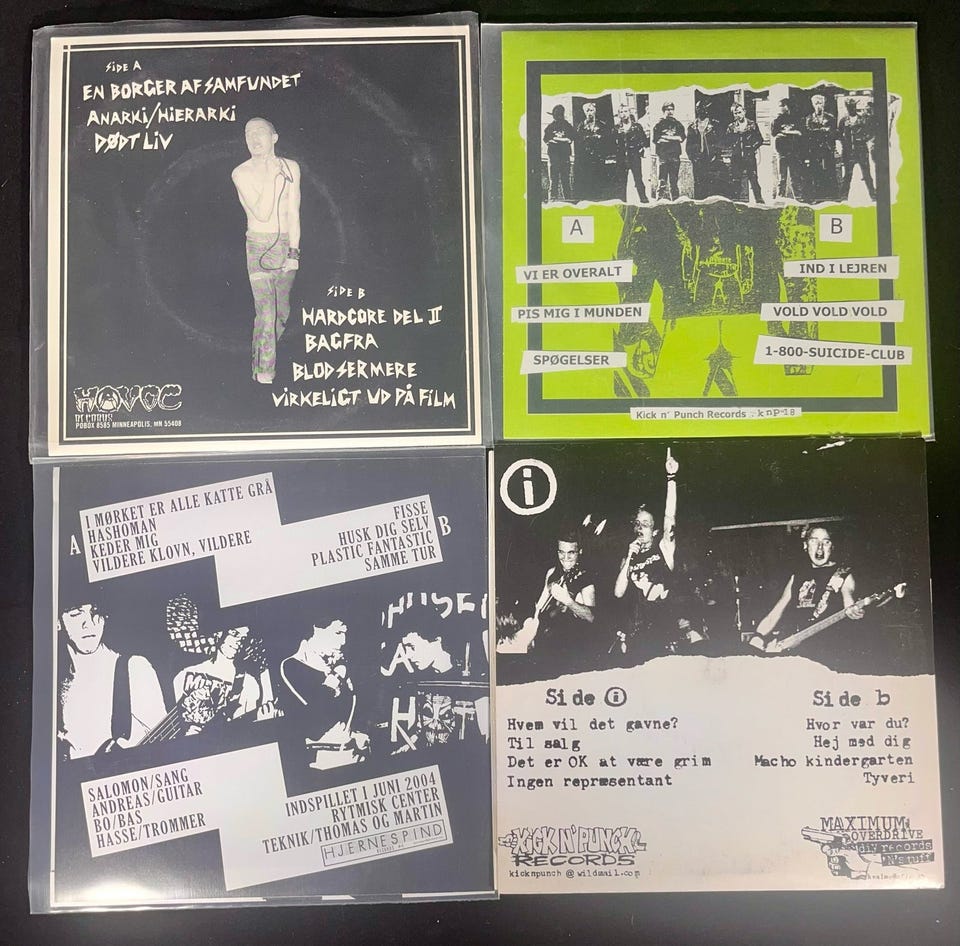 SIDE A
EN BORGER AF SAMFUNDET
ANARKI/HIERARKI
DØDT LIV
SIDE B
HARDCORE DEL II
BAGFRA
BLODSERMERE
VIRKELIGT UD PÅ FILM
HAVOC
RECORDS
POBOX 8585 MINNEAPOLIS, MN 55408
A
VI ER OVERALT
PIS MIG I MUNDEN
SPØGELSER
B
IND I LEJREN
VOLD VOLD VOLD
1-800-SUICIDE-CLUB
Kick n' Punch Records : knp-18
A
I MØRKET ER ALLE KATTE GRÅ
HASHOMAN
KEDER MIG
VILDERE KLOVN, VILDERE
B
FISSE
HUSK DIG SELV
PLASTIC FANTASTIC
SAMME TUR
SALOMON/SANG
ANDREAS/GUITAR
BO/BAS
HASSE/TROMMER
INDSPILLET 1 JUNI 2004
RYTMISK CENTER
TEKNIK/THOMAS OG MARTIN
HJERNESPIND
i
Side i
Hvem vil det gavne?
Til salg
Det er OK at være grim
Ingen repræsentant
Side b
Hvor var du?
Hej med dig
Macho kindergarten
Tyveri
KICK N' PUNCH
RECORDS
kicknpunch @ wildmail.com
MAXIMUM
OVERDRIVE
diy records
N'stuff